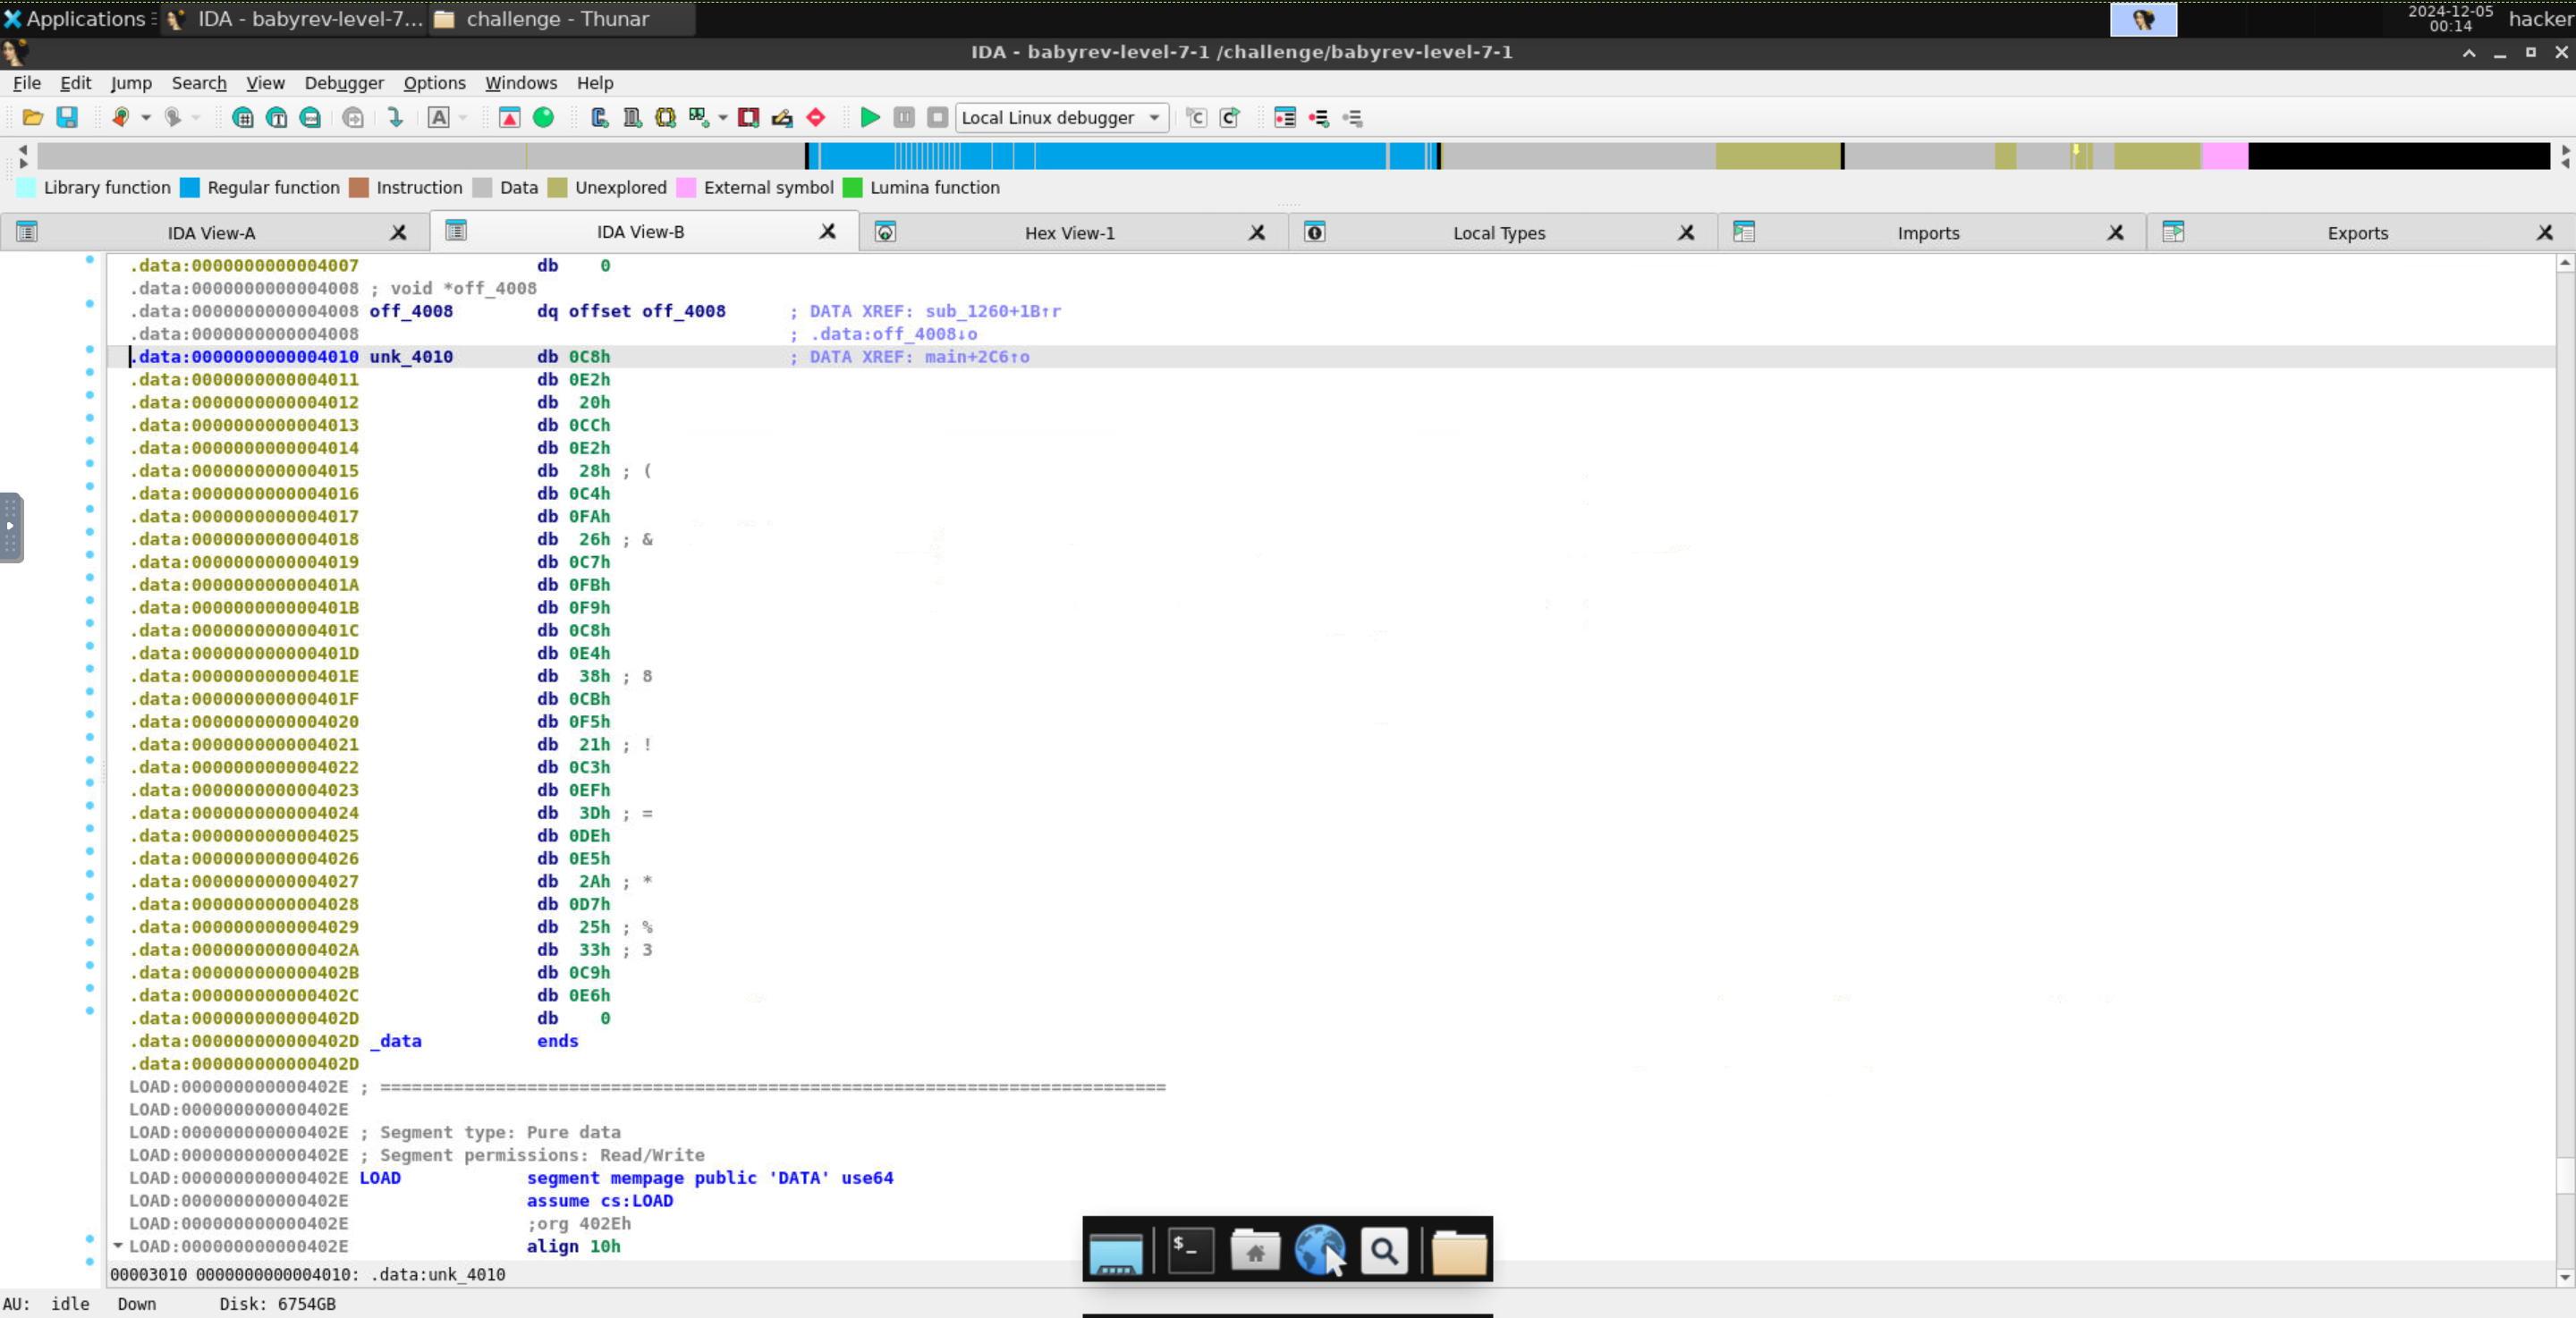 Applications IDA - babyrev-level-7... challenge - Thunar 2024-12-05 00:14 hacker
IDA - babyrev-level-7-1 /challenge/babyrev-level-7-1
File Edit Jump Search View Debugger Options Windows Help
Local Linux debugger
Library function Regular function Instruction Data Unexplored External symbol Lumina function
IDA View-A IDA View-B Hex View-1 Local Types Imports Exports
.data:0000000000004007 db 0
.data:0000000000004008 ; void *off_4008
.data:0000000000004008 off_4008 dq offset off_4008 ; DATA XREF: sub_1260+1B↑r
.data:0000000000004008 ; .data:off_4008↓o
.data:0000000000004010 unk_4010 db 0C8h ; DATA XREF: main+2C6↑o
.data:0000000000004011 db 0E2h
.data:0000000000004012 db 20h
.data:0000000000004013 db 0CCh
.data:0000000000004014 db 0E2h
.data:0000000000004015 db 28h ; (
.data:0000000000004016 db 0C4h
.data:0000000000004017 db 0FAh
.data:0000000000004018 db 26h ; &
.data:0000000000004019 db 0C7h
.data:000000000000401A db 0FBh
.data:000000000000401B db 0F9h
.data:000000000000401C db 0C8h
.data:000000000000401D db 0E4h
.data:000000000000401E db 38h ; 8
.data:000000000000401F db 0CBh
.data:0000000000004020 db 0F5h
.data:0000000000004021 db 21h ; !
.data:0000000000004022 db 0C3h
.data:0000000000004023 db 0EFh
.data:0000000000004024 db 3Dh ; =
.data:0000000000004025 db 0DEh
.data:0000000000004026 db 0E5h
.data:0000000000004027 db 2Ah ; *
.data:0000000000004028 db 0D7h
.data:0000000000004029 db 25h ; %
.data:000000000000402A db 33h ; 3
.data:000000000000402B db 0C9h
.data:000000000000402C db 0E6h
.data:000000000000402D db 0
.data:000000000000402D _data ends
.data:000000000000402D
LOAD:000000000000402E ; ===========================================================================
LOAD:000000000000402E
LOAD:000000000000402E ; Segment type: Pure data
LOAD:000000000000402E ; Segment permissions: Read/Write
LOAD:000000000000402E LOAD segment mempage public 'DATA' use64
LOAD:000000000000402E assume cs:LOAD
LOAD:000000000000402E ;org 402Eh
LOAD:000000000000402E align 10h
00003010 0000000000004010: .data:unk_4010
AU: idle Down Disk: 6754GB